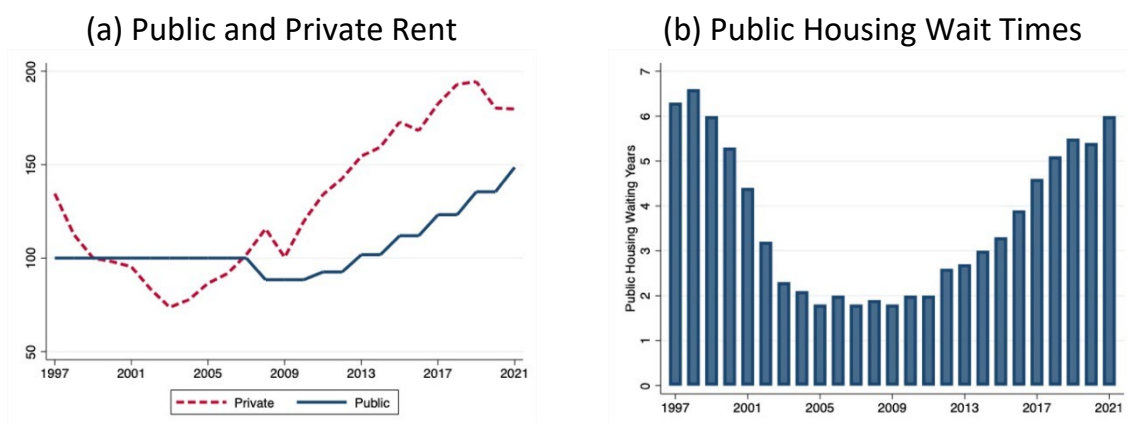 (a) Public and Private Rent
200
150
100
50
1997 2001 2005 2009 2013 2017 2021
Private Public
(b) Public Housing Wait Times
Public Housing Waiting Years
7
6
5
4
3
2
1
0
1997 2001 2005 2009 2013 2017 2021